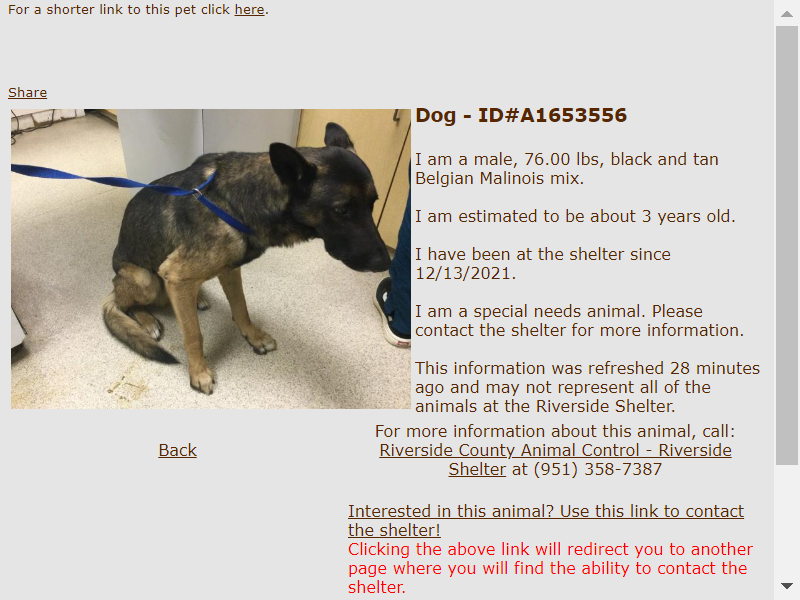 For a shorter link to this pet click here.
Share
Dog - ID#A1653556
I am a male, 76.00 lbs, black and tan
Belgian Malinois mix.
I am estimated to be about 3 years old.
I have been at the shelter since
12/13/2021.
I am a special needs animal. Please
contact the shelter for more information.
This information was refreshed 28 minutes
ago and may not represent all of the
animals at the Riverside Shelter.
Back
For more information about this animal, call:
Riverside County Animal Control - Riverside
Shelter at (951) 358-7387
Interested in this animal? Use this link to contact
the shelter!
Clicking the above link will redirect you to another
page where you will find the ability to contact the
shelter.